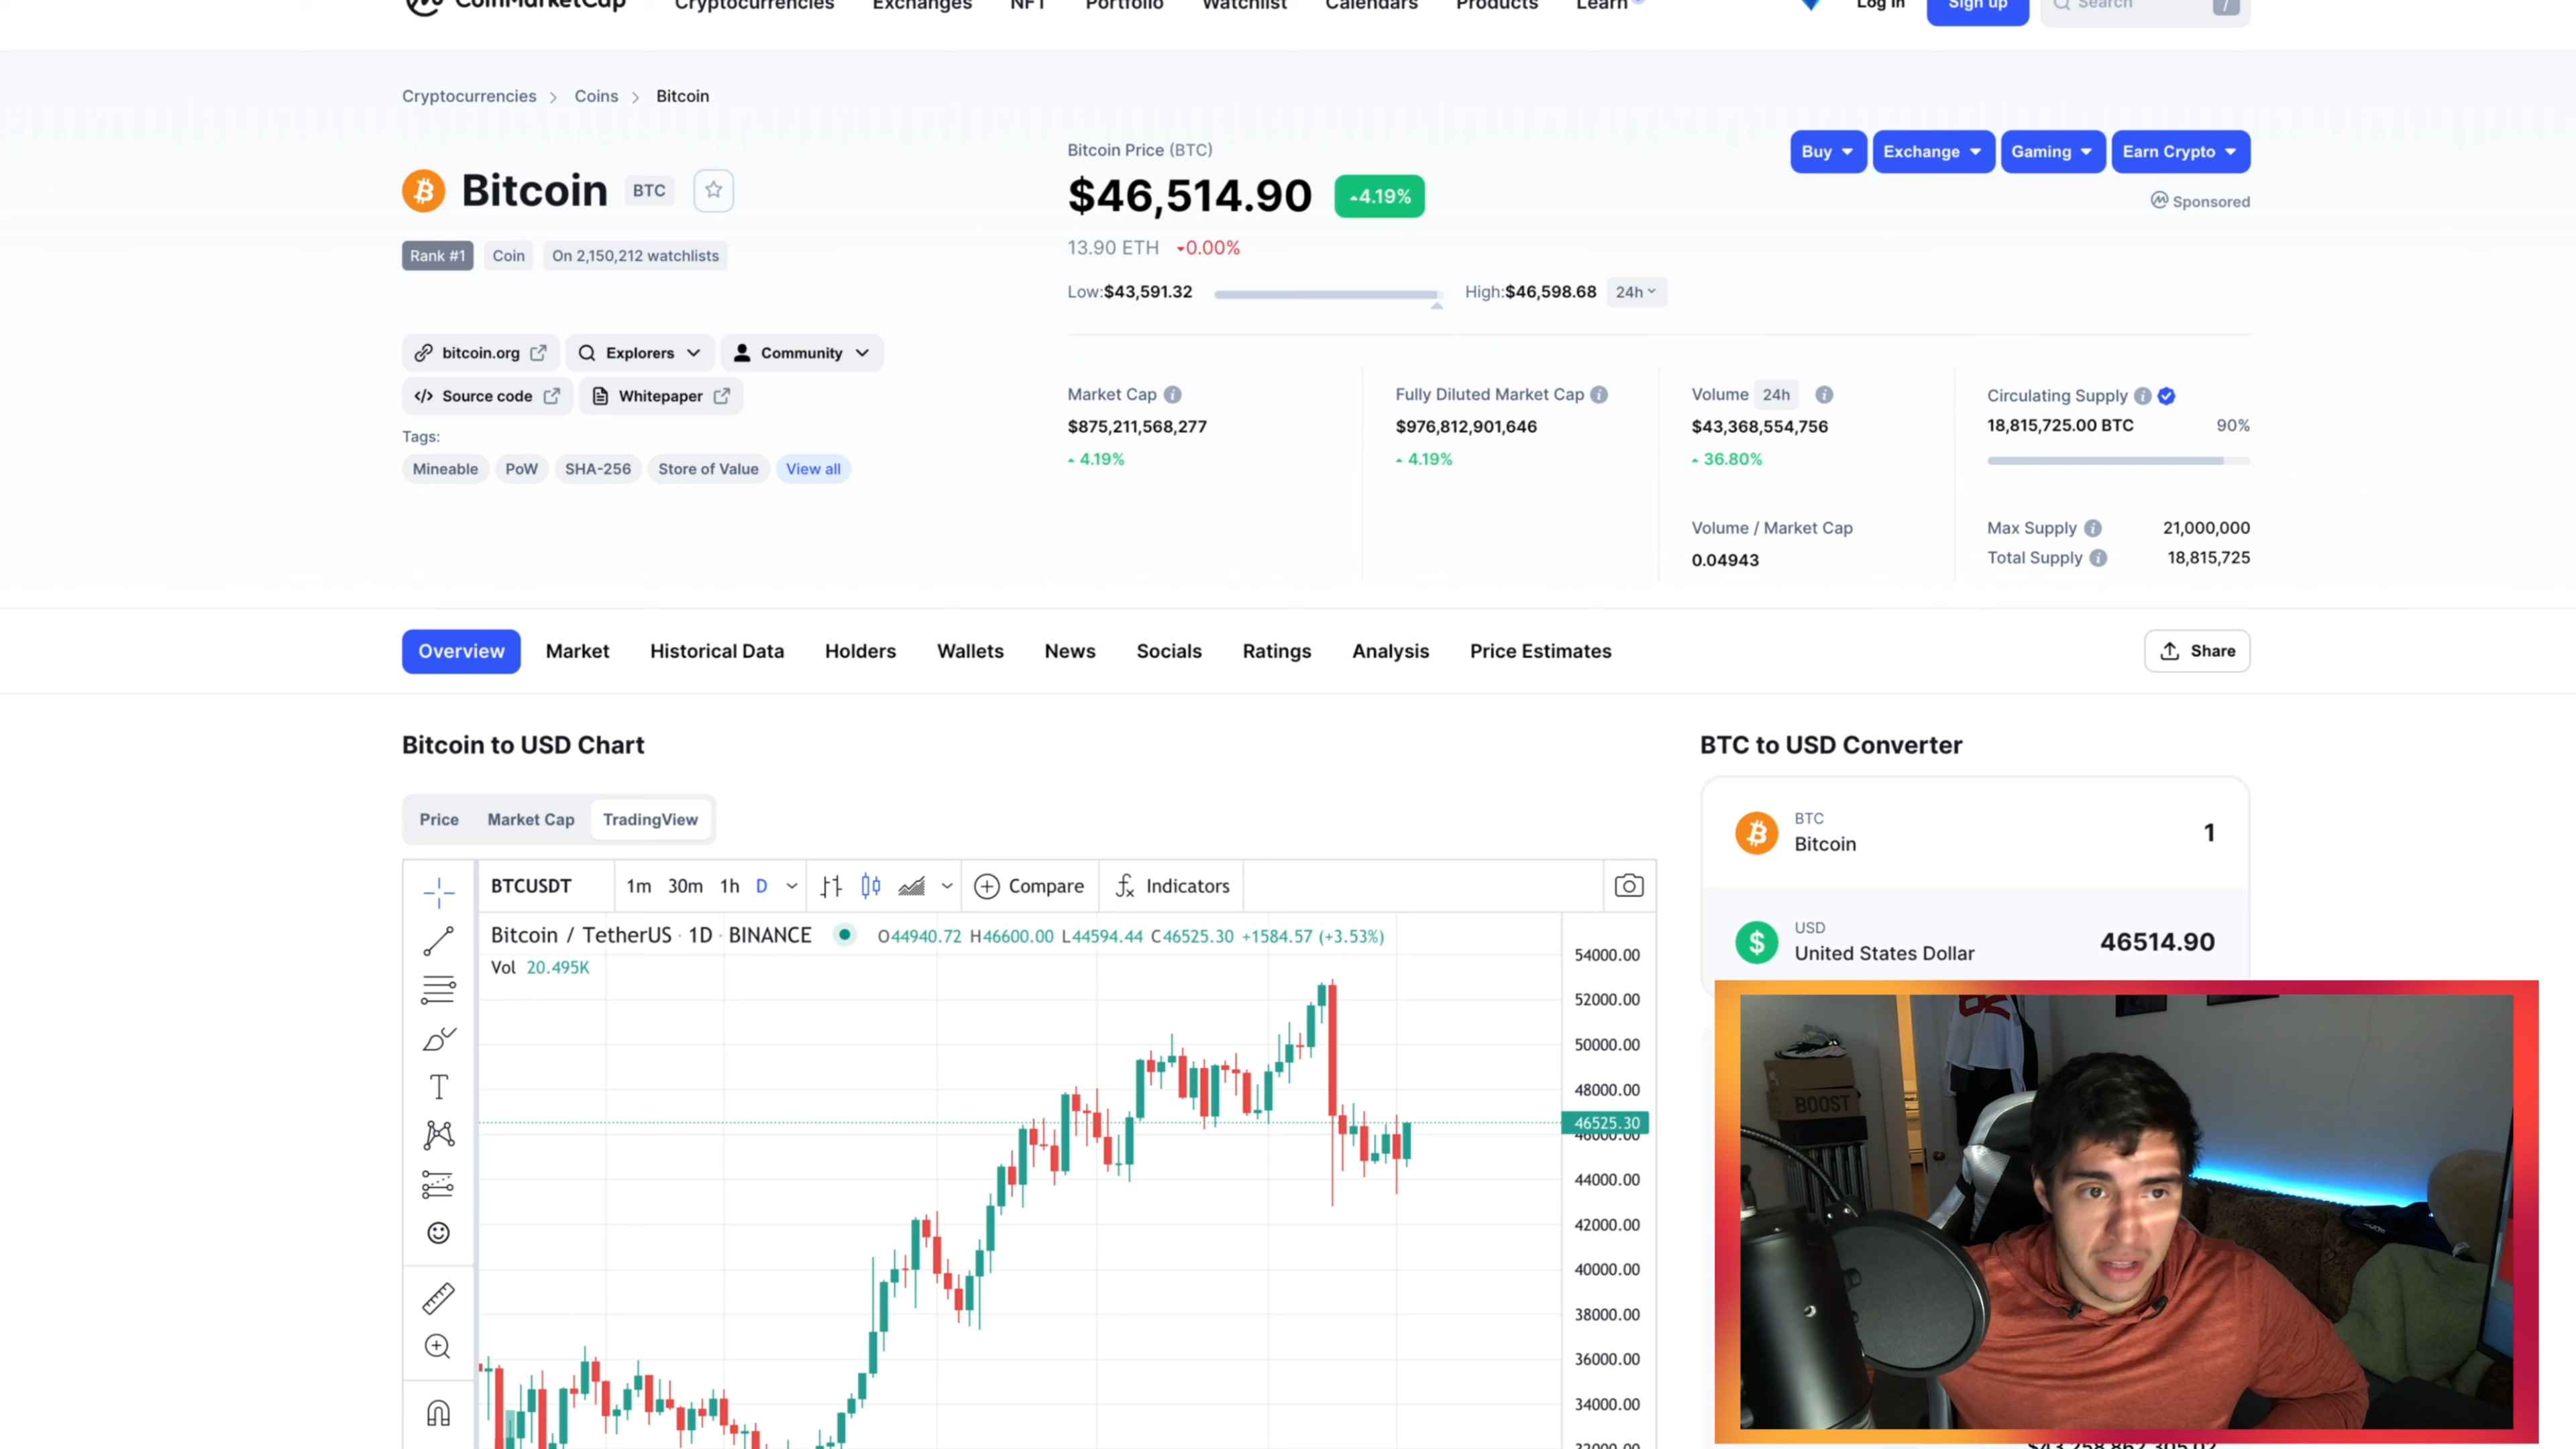 CoinMarketCap Cryptocurrencies Exchanges NFT Portfolio Watchlist Calendars Products Learn Log In Sign up Search /
Cryptocurrencies > Coins > Bitcoin
Bitcoin BTC
Rank #1 Coin On 2,150,212 watchlists
bitcoin.org Explorers Community
</> Source code Whitepaper
Tags:
Mineable PoW SHA-256 Store of Value View all
Bitcoin Price (BTC)
$46,514.90 4.19%
13.90 ETH 0.00%
Low:$43,591.32 High:$46,598.68 24h
Buy Exchange Gaming Earn Crypto
Sponsored
Market Cap
$875,211,568,277
4.19%
Fully Diluted Market Cap
$976,812,901,646
4.19%
Volume 24h
$43,368,554,756
36.80%
Volume / Market Cap
0.04943
Circulating Supply
18,815,725.00 BTC 90%
Max Supply 21,000,000
Total Supply 18,815,725
Overview Market Historical Data Holders Wallets News Socials Ratings Analysis Price Estimates Share
Bitcoin to USD Chart
Price Market Cap TradingView
BTCUSDT 1m 30m 1h D Compare Indicators
Bitcoin / TetherUS · 1D · BINANCE O44940.72 H46600.00 L44594.44 C46525.30 +1584.57 (+3.53%)
Vol 20.495K
54000.00
52000.00
50000.00
48000.00
46525.30
46000.00
44000.00
42000.00
40000.00
38000.00
36000.00
34000.00
32000.00
BTC to USD Converter
BTC
Bitcoin 1
USD
United States Dollar 46514.90
BOOST